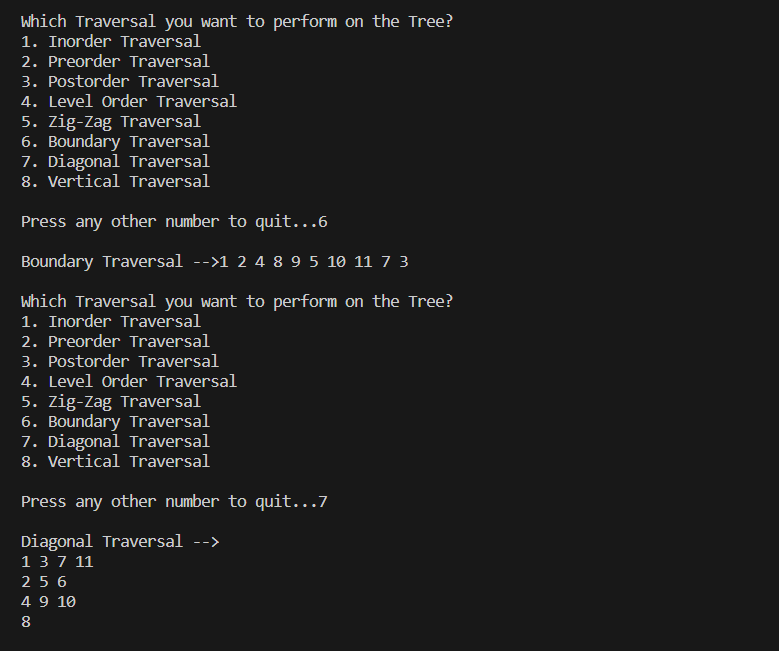 Which Traversal you want to perform on the Tree?
1. Inorder Traversal
2. Preorder Traversal
3. Postorder Traversal
4. Level Order Traversal
5. Zig-Zag Traversal
6. Boundary Traversal
7. Diagonal Traversal
8. Vertical Traversal
Press any other number to quit...6
Boundary Traversal -->1 2 4 8 9 5 10 11 7 3
Which Traversal you want to perform on the Tree?
1. Inorder Traversal
2. Preorder Traversal
3. Postorder Traversal
4. Level Order Traversal
5. Zig-Zag Traversal
6. Boundary Traversal
7. Diagonal Traversal
8. Vertical Traversal
Press any other number to quit...7
Diagonal Traversal -->
1 3 7 11
2 5 6
4 9 10
8